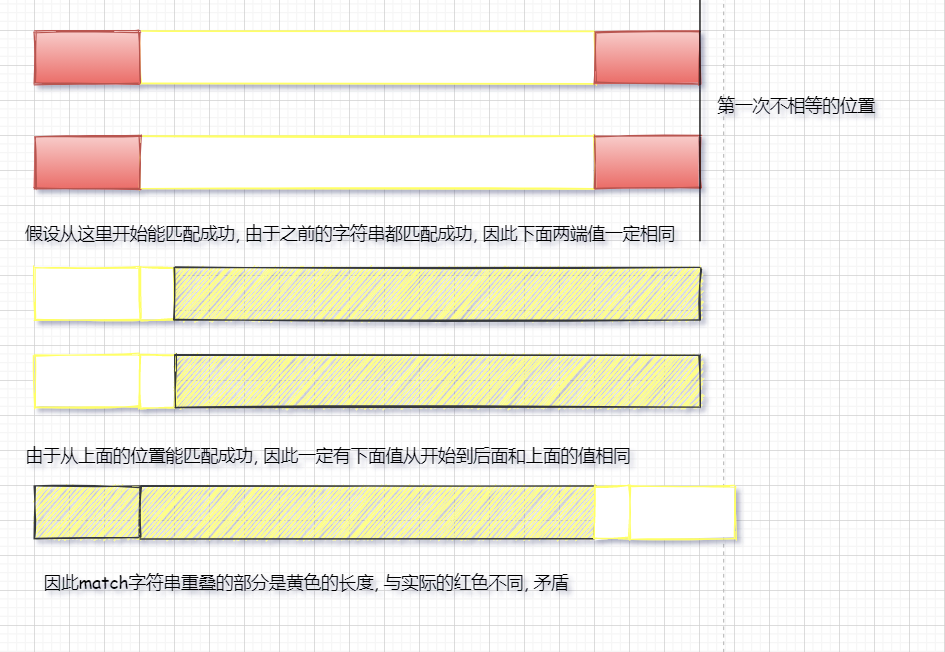 第一次不相等的位置
假设从这里开始能匹配成功, 由于之前的字符串都匹配成功, 因此下面两端值一定相同
由于从上面的位置能匹配成功, 因此一定有下面值从开始到后面和上面的值相同
因此match字符串重叠的部分是黄色的长度, 与实际的红色不同, 矛盾